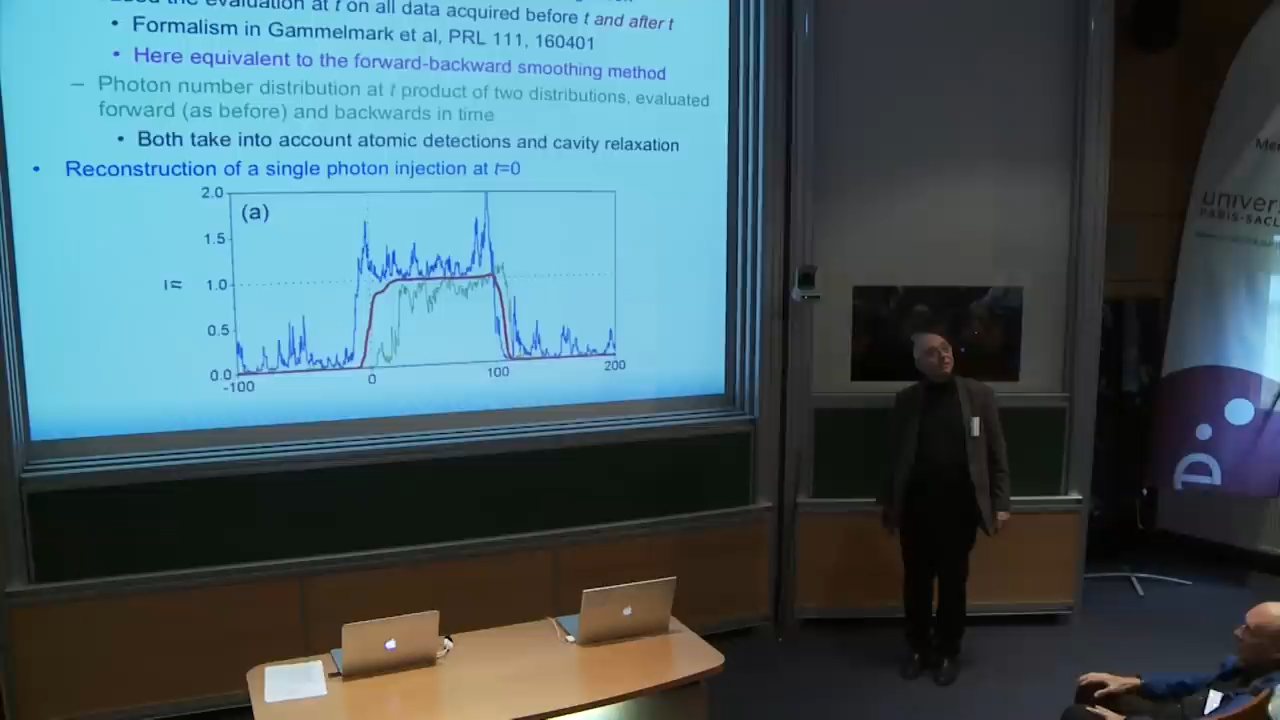 the evaluation at t on all data acquired before t and after t
• Formalism in Gammelmark et al, PRL 111, 160401
• Here equivalent to the forward-backward smoothing method
– Photon number distribution at t product of two distributions, evaluated
forward (as before) and backwards in time
• Both take into account atomic detections and cavity relaxation
• Reconstruction of a single photon injection at t=0
2.0
(a)
1.5
1.0
0.5
0.0
-100
0
100
200
univer
PARIS-SACL